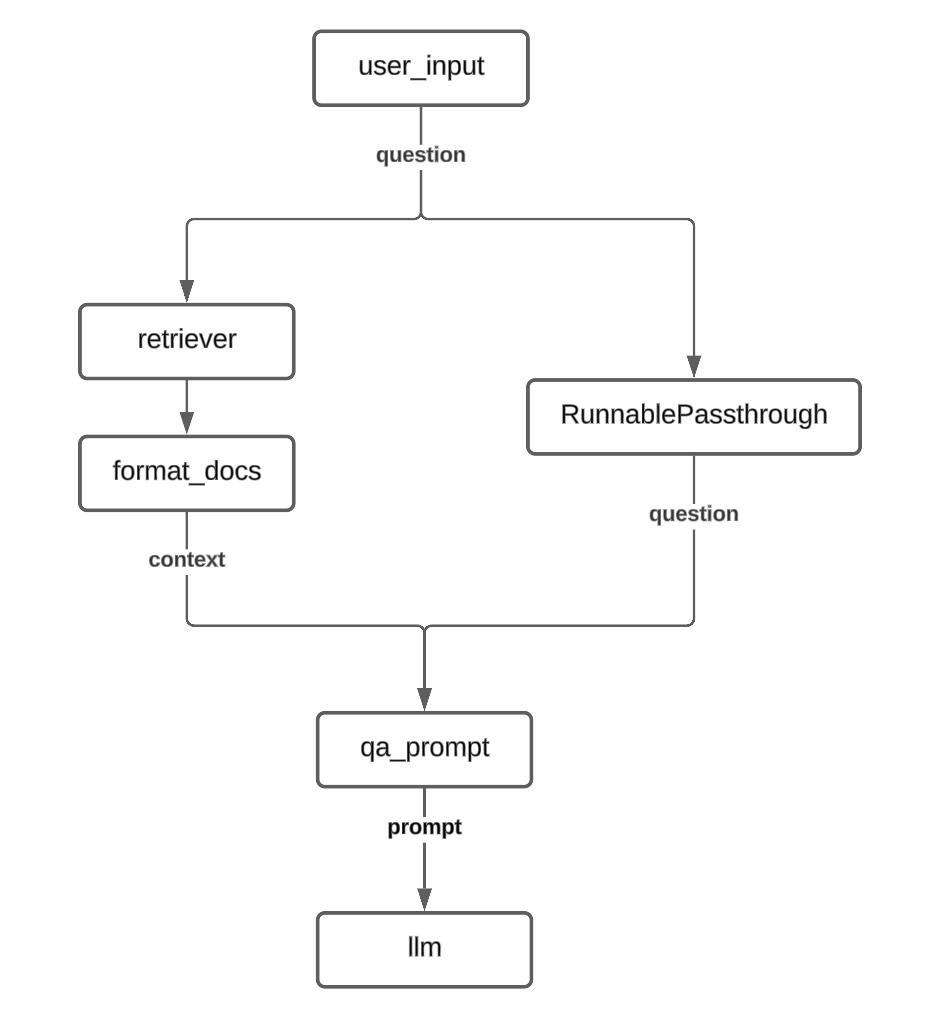 user_input
question
retriever
RunnablePassthrough
format_docs
question
context
qa_prompt
prompt
llm